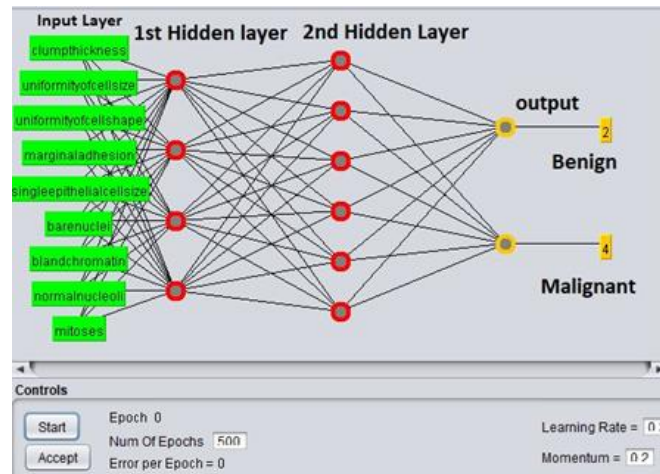 Input Layer
1st Hidden layer
2nd Hidden Layer
clumpthickness
uniformityofcellsize
uniformityofcellshape
marginaladhesion
singleepithelialcellsize
barenuclei
blandchromatin
normalnucleoli
mitoses
output
2
Benign
4
Malignant
Controls
Start
Accept
Epoch 0
Num Of Epochs 500
Error per Epoch = 0
Learning Rate =
Momentum = 0.2